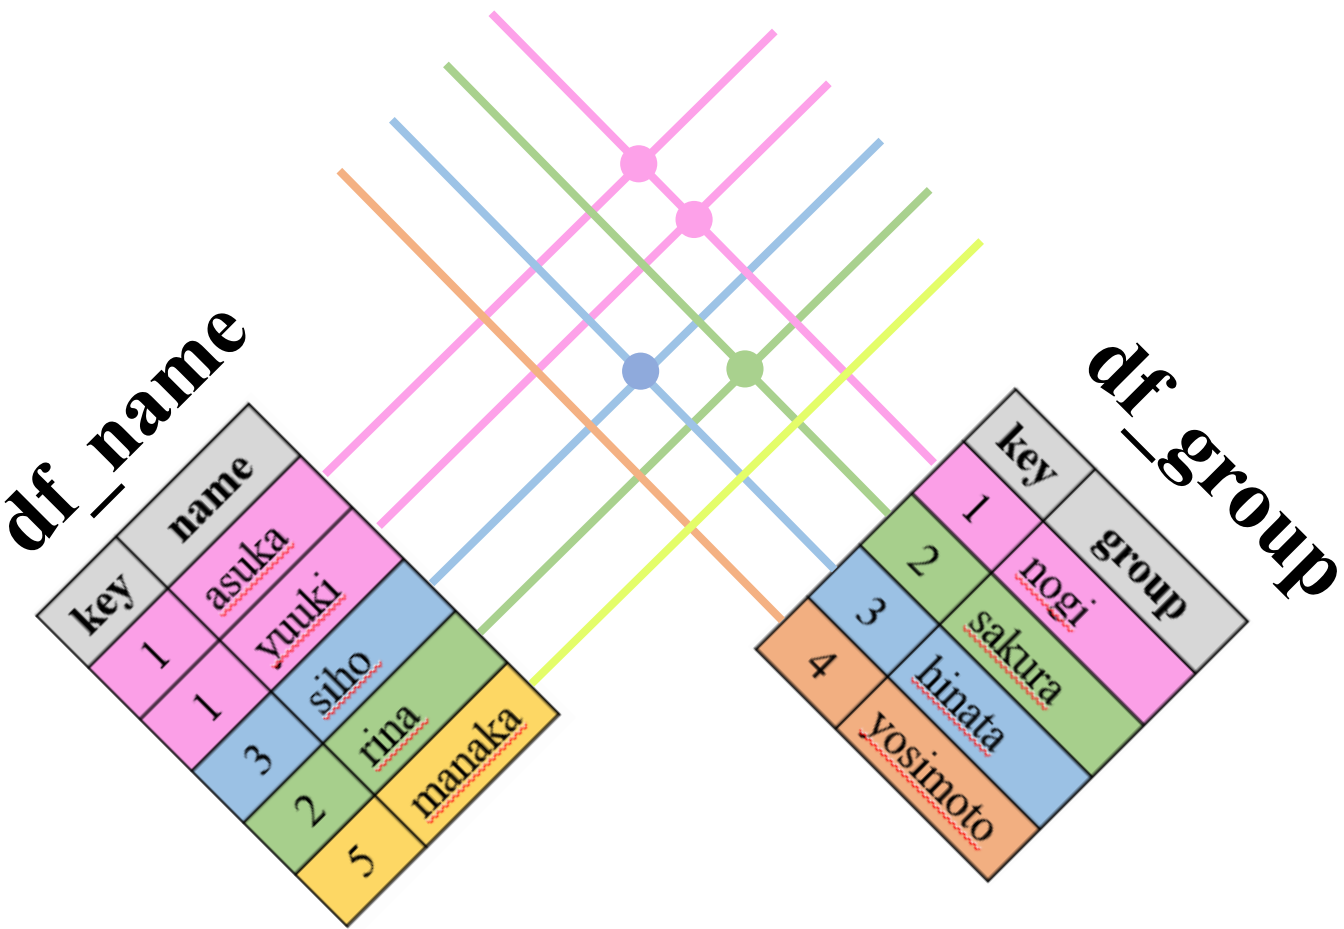 df_name
key name
1 asuka
1 yuuki
3 siho
2 rina
5 manaka
df_group
key group
1 nogi
2 sakura
3 hinata
4 yosimoto